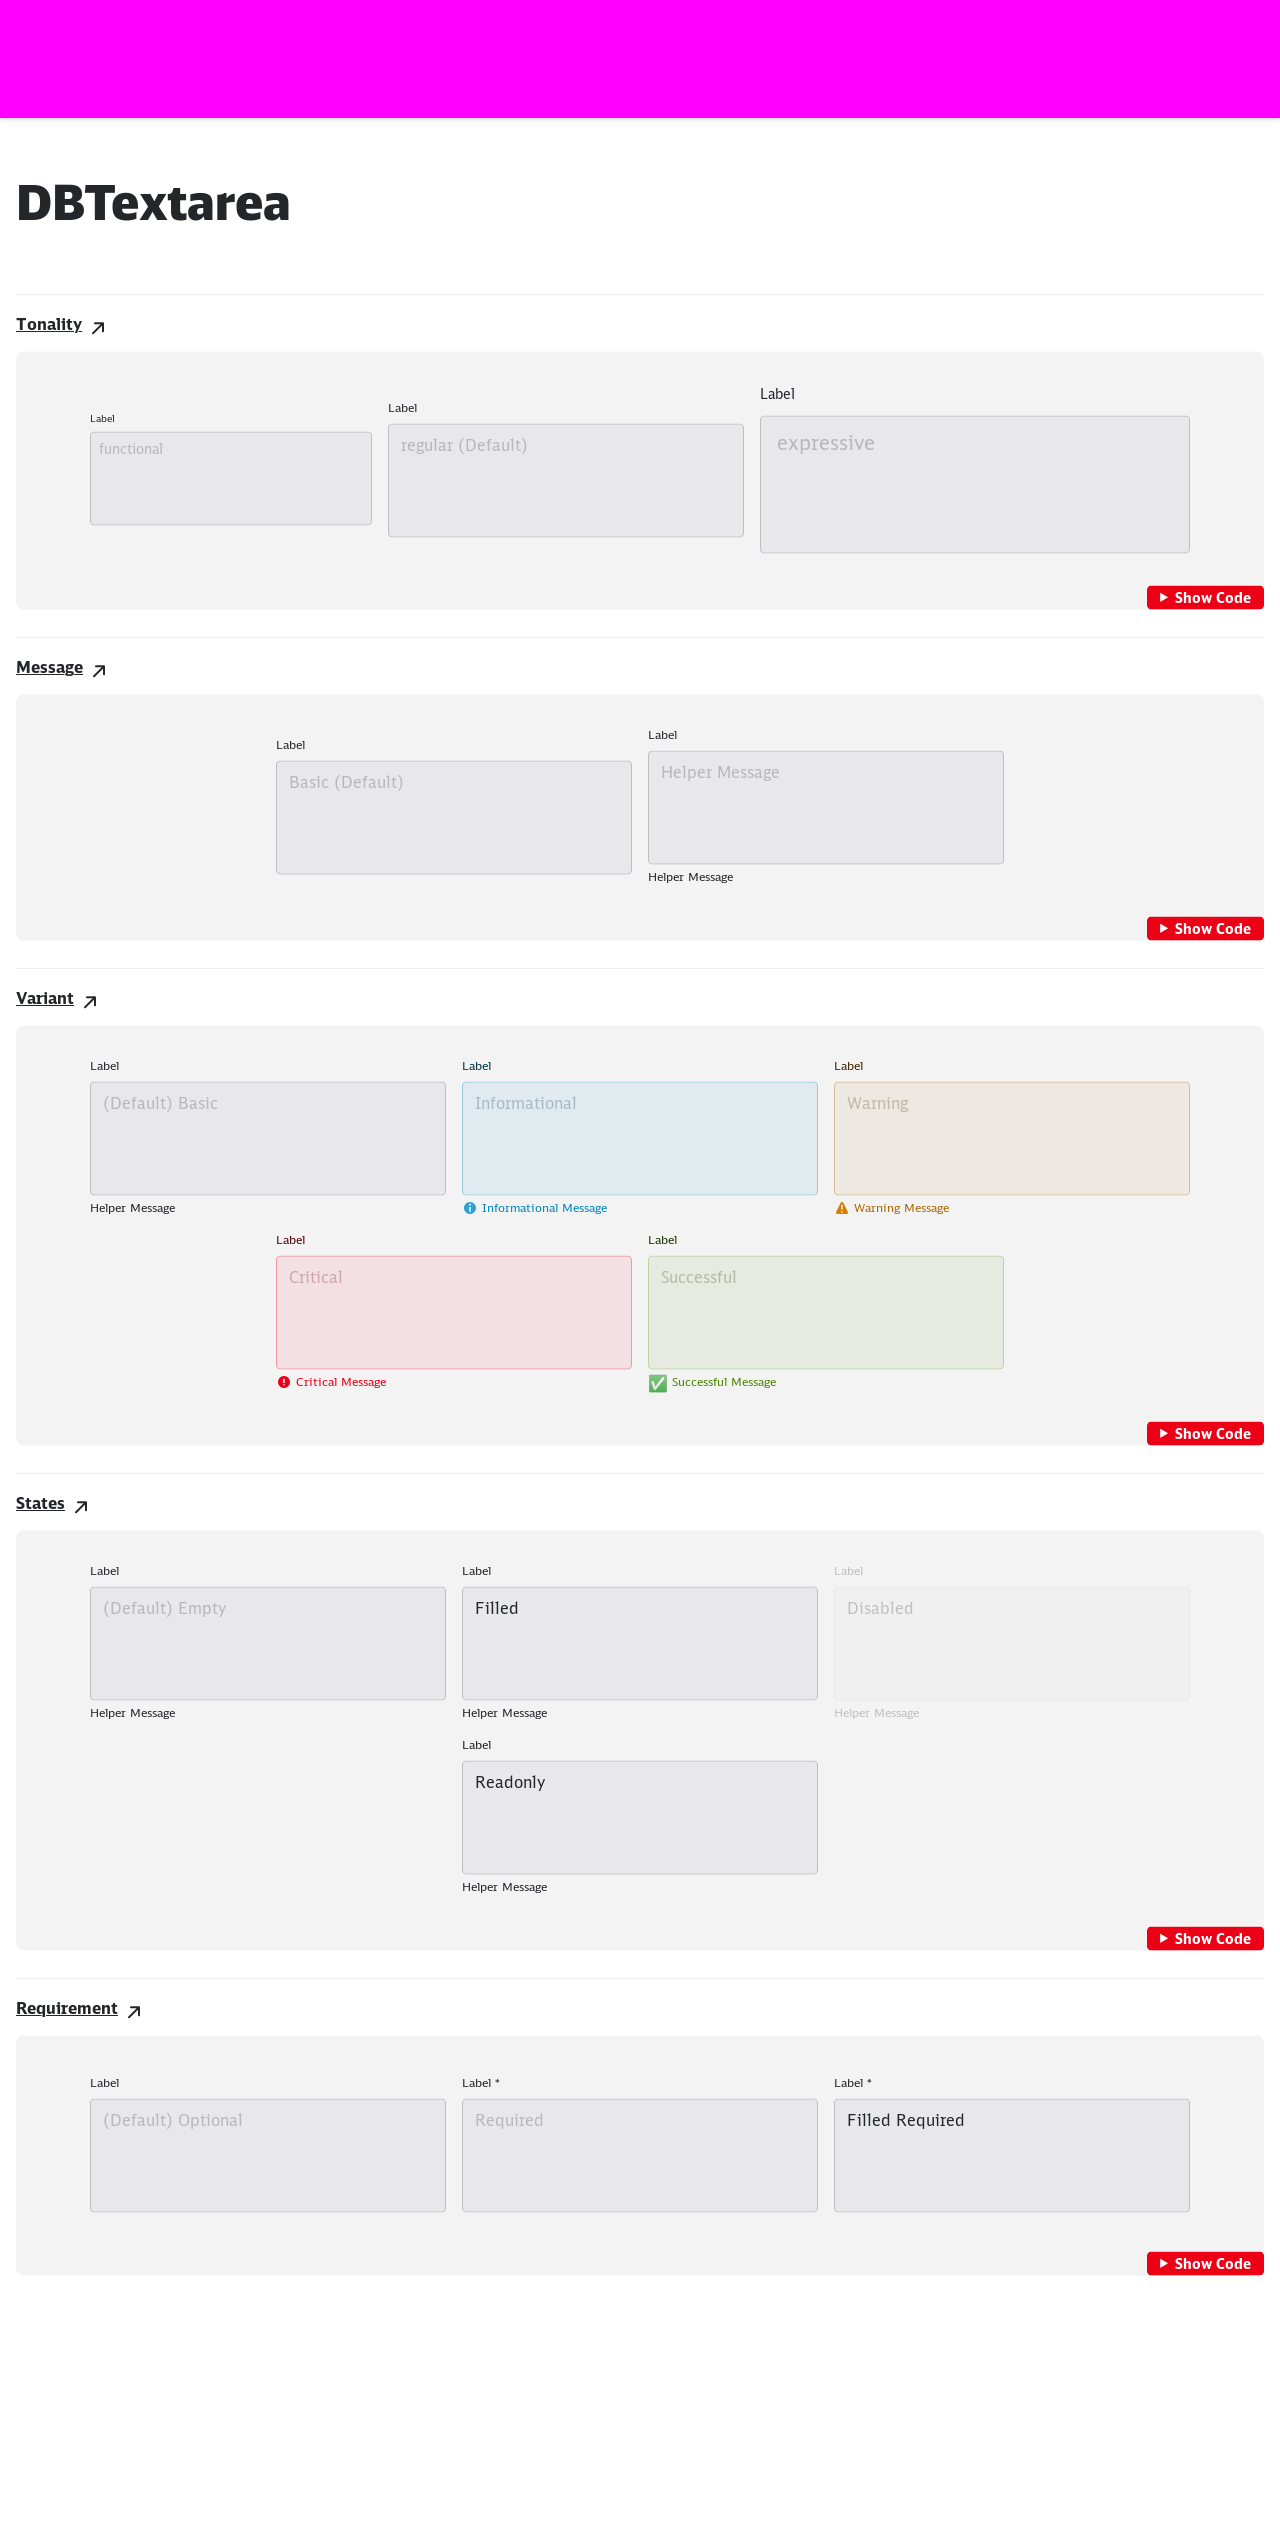 DBTextarea
Tonality
Label
functional
Label
regular (Default)
Label
expressive
Show Code
Message
Label
Basic (Default)
Label
Helper Message
Helper Message
Show Code
Variant
Label
(Default) Basic
Helper Message
Label
Informational
Informational Message
Label
Warning
Warning Message
Label
Critical
Critical Message
Label
Successful
Successful Message
Show Code
States
Label
(Default) Empty
Helper Message
Label
Filled
Helper Message
Label
Disabled
Helper Message
Label
Readonly
Helper Message
Show Code
Requirement
Label
(Default) Optional
Label *
Required
Label *
Filled Required
Show Code